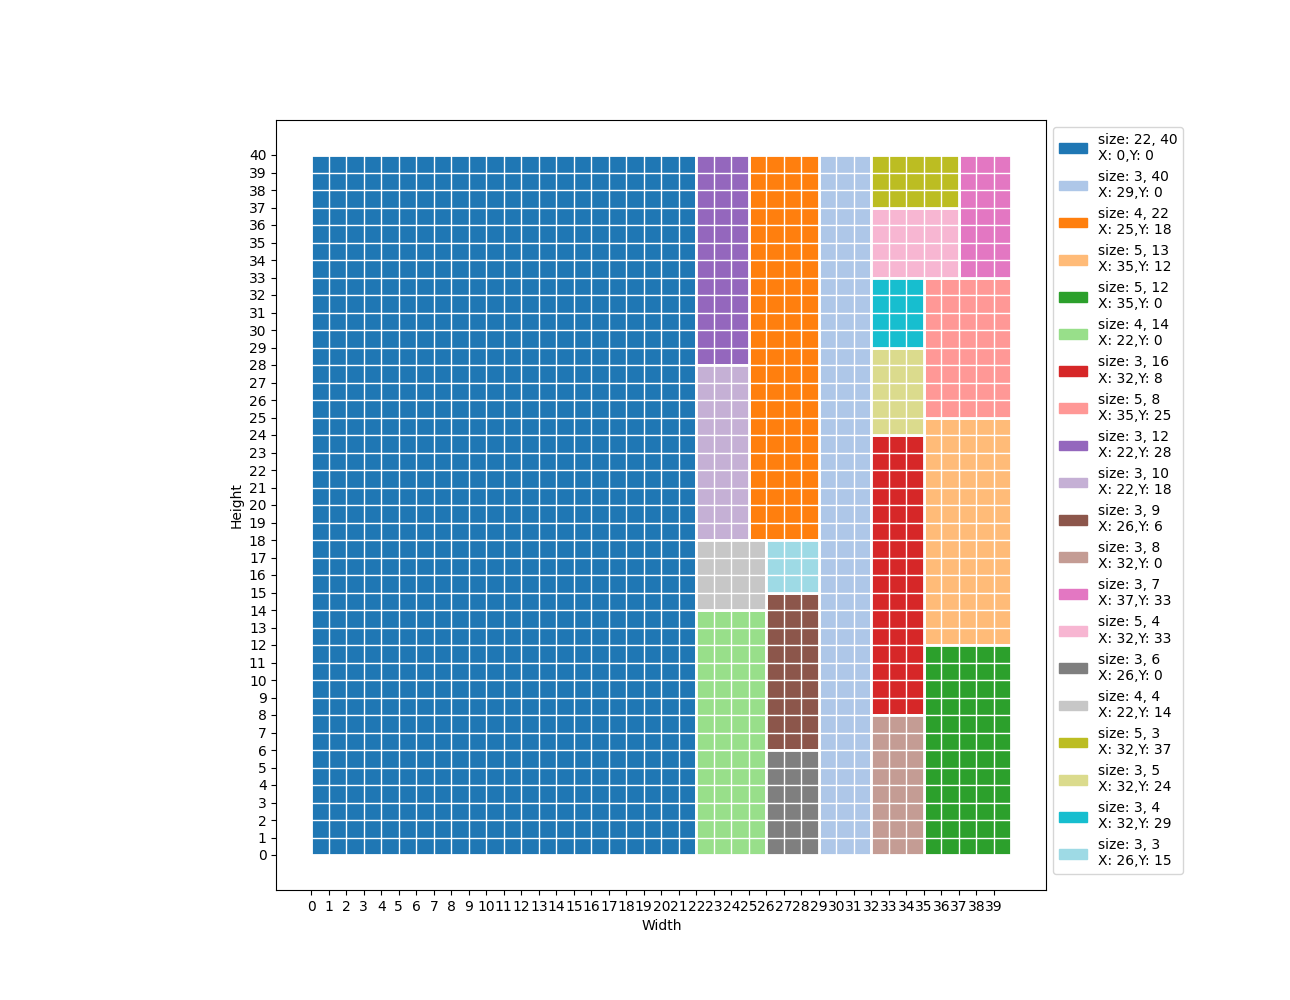 40
39
38
37
36
35
34
33
32
31
30
29
28
27
26
25
24
23
22
21
20
19
18
17
16
15
14
13
12
11
10
9
8
7
6
5
4
3
2
1
0
Height
0 1 2 3 4 5 6 7 8 9 10 11 12 13 14 15 16 17 18 19 20 21 22 23 24 25 26 27 28 29 30 31 32 33 34 35 36 37 38 39
Width
size: 22, 40
X: 0,Y: 0
size: 3, 40
X: 29,Y: 0
size: 4, 22
X: 25,Y: 18
size: 5, 13
X: 35,Y: 12
size: 5, 12
X: 35,Y: 0
size: 4, 14
X: 22,Y: 0
size: 3, 16
X: 32,Y: 8
size: 5, 8
X: 35,Y: 25
size: 3, 12
X: 22,Y: 28
size: 3, 10
X: 22,Y: 18
size: 3, 9
X: 26,Y: 6
size: 3, 8
X: 32,Y: 0
size: 3, 7
X: 37,Y: 33
size: 5, 4
X: 32,Y: 33
size: 3, 6
X: 26,Y: 0
size: 4, 4
X: 22,Y: 14
size: 5, 3
X: 32,Y: 37
size: 3, 5
X: 32,Y: 24
size: 3, 4
X: 32,Y: 29
size: 3, 3
X: 26,Y: 15